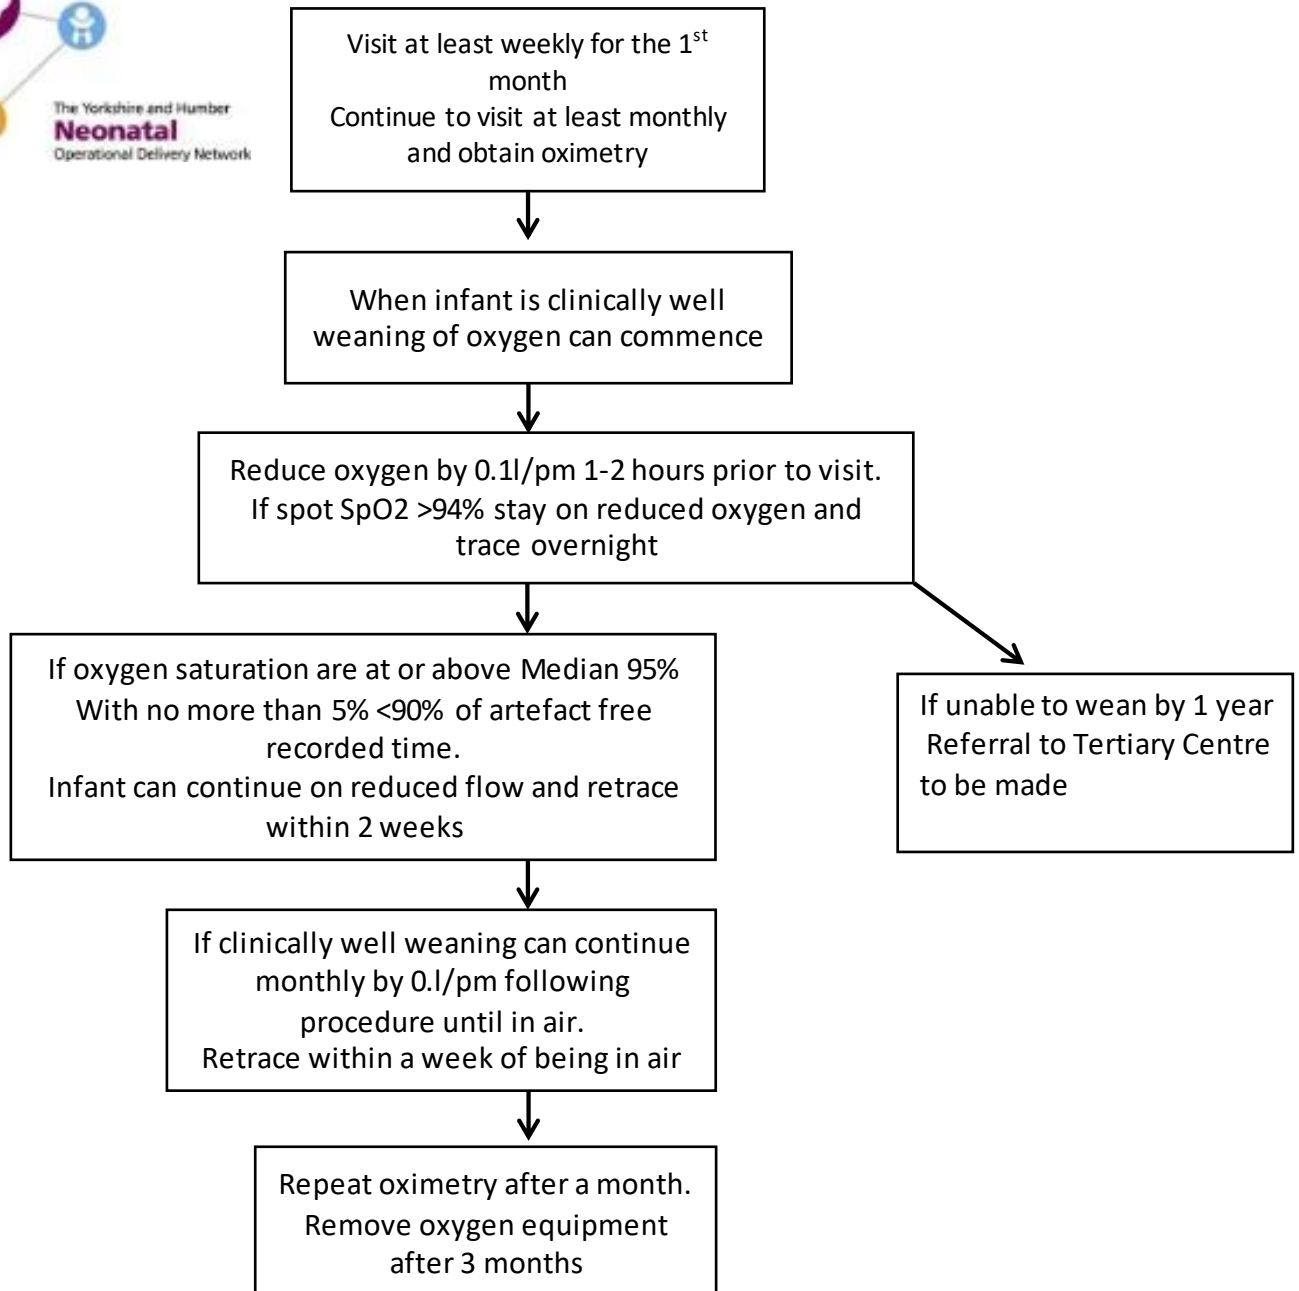 The Yorkshire and Humber
Neonatal
Operational Delivery Network
Visit at least weekly for the 1st
month
Continue to visit at least monthly
and obtain oximetry
When infant is clinically well
weaning of oxygen can commence
Reduce oxygen by 0.1l/pm 1-2 hours prior to visit.
If spot SpO2 >94% stay on reduced oxygen and
trace overnight
If oxygen saturation are at or above Median 95%
With no more than 5% <90% of artefact free
recorded time.
Infant can continue on reduced flow and retrace
within 2 weeks
If unable to wean by 1 year
Referral to Tertiary Centre
to be made
If clinically well weaning can continue
monthly by 0.l/pm following
procedure until in air.
Retrace within a week of being in air
Repeat oximetry after a month.
Remove oxygen equipment
after 3 months